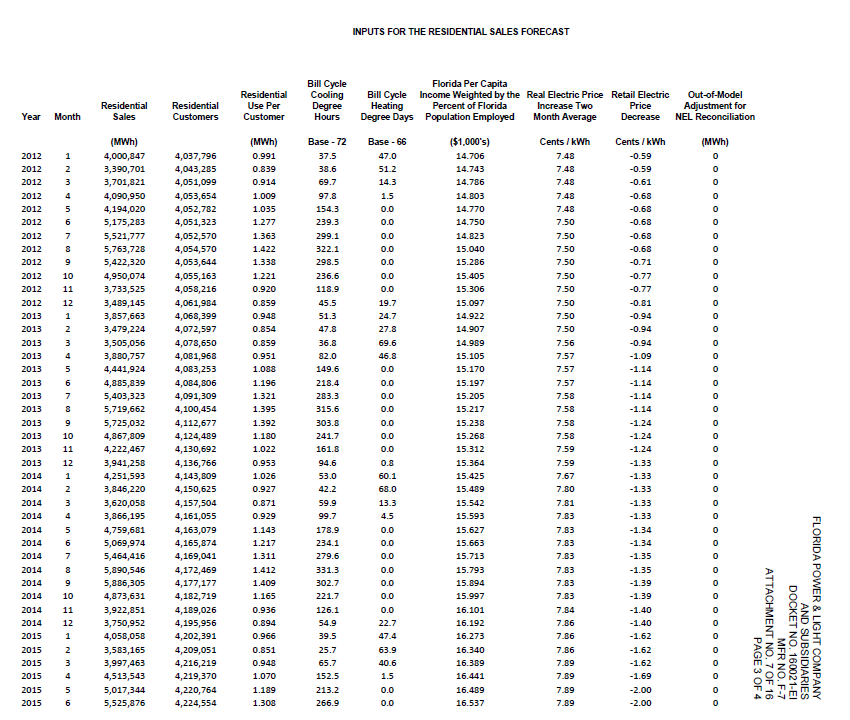 INPUTS FOR THE RESIDENTIAL SALES FORECAST
Bill Cycle Florida Per Capita
Residential Cooling Bill Cycle Income Weighted by the Real Electric Price Retail Electric Out-of-Model
Residential Residential Use Per Degree Heating Percent of Florida Increase Two Price Adjustment for
Year Month Sales Customers Customer Hours Degree Days Population Employed Month Average Decrease NEL Reconciliation
(MWh) (MWh) Base - 72 Base - 66 ($1,000's) Cents / kWh Cents / kWh (MWh)
2012 1 4,000,847 4,037,796 0.991 37.5 47.0 14.706 7.48 -0.59 0
2012 2 3,390,701 4,043,285 0.839 38.6 51.2 14.743 7.48 -0.59 0
2012 3 3,701,821 4,051,099 0.914 69.7 14.3 14.786 7.48 -0.61 0
2012 4 4,090,950 4,053,654 1.009 97.8 1.5 14.803 7.48 -0.68 0
2012 5 4,194,020 4,052,782 1.035 154.3 0.0 14.770 7.48 -0.68 0
2012 6 5,175,283 4,051,323 1.277 239.3 0.0 14.750 7.50 -0.68 0
2012 7 5,521,777 4,052,570 1.363 299.1 0.0 14.823 7.50 -0.68 0
2012 8 5,763,728 4,054,570 1.422 322.1 0.0 15.040 7.50 -0.68 0
2012 9 5,422,320 4,053,644 1.338 298.5 0.0 15.286 7.50 -0.71 0
2012 10 4,950,074 4,055,163 1.221 236.6 0.0 15.405 7.50 -0.77 0
2012 11 3,733,525 4,058,216 0.920 118.9 0.0 15.306 7.50 -0.77 0
2012 12 3,489,145 4,061,984 0.859 45.5 19.7 15.097 7.50 -0.81 0
2013 1 3,857,663 4,068,399 0.948 51.3 24.7 14.922 7.50 -0.94 0
2013 2 3,479,224 4,072,597 0.854 47.8 27.8 14.907 7.50 -0.94 0
2013 3 3,505,056 4,078,650 0.859 36.8 69.6 14.989 7.56 -0.94 0
2013 4 3,880,757 4,081,968 0.951 82.0 46.8 15.105 7.57 -1.09 0
2013 5 4,441,924 4,083,253 1.088 149.6 0.0 15.170 7.57 -1.14 0
2013 6 4,885,839 4,084,806 1.196 218.4 0.0 15.197 7.57 -1.14 0
2013 7 5,403,323 4,091,309 1.321 283.3 0.0 15.205 7.58 -1.14 0
2013 8 5,719,662 4,100,454 1.395 315.6 0.0 15.217 7.58 -1.14 0
2013 9 5,725,032 4,112,677 1.392 303.8 0.0 15.238 7.58 -1.24 0
2013 10 4,867,809 4,124,489 1.180 241.7 0.0 15.268 7.58 -1.24 0
2013 11 4,222,467 4,130,692 1.022 161.8 0.0 15.312 7.59 -1.24 0
2013 12 3,941,258 4,136,766 0.953 94.6 0.8 15.364 7.59 -1.33 0
2014 1 4,251,593 4,143,809 1.026 53.0 60.1 15.425 7.67 -1.33 0
2014 2 3,846,220 4,150,625 0.927 42.2 68.0 15.489 7.80 -1.33 0
2014 3 3,620,058 4,157,504 0.871 59.9 13.3 15.542 7.81 -1.33 0
2014 4 3,866,195 4,161,055 0.929 99.7 4.5 15.593 7.83 -1.33 0
2014 5 4,759,681 4,163,079 1.143 178.9 0.0 15.627 7.83 -1.34 0
2014 6 5,069,974 4,165,874 1.217 234.1 0.0 15.663 7.83 -1.34 0
2014 7 5,464,416 4,169,041 1.311 279.6 0.0 15.713 7.83 -1.35 0
2014 8 5,890,546 4,172,469 1.412 331.3 0.0 15.793 7.83 -1.35 0
2014 9 5,886,305 4,177,177 1.409 302.7 0.0 15.894 7.83 -1.39 0
2014 10 4,873,631 4,182,719 1.165 221.7 0.0 15.997 7.83 -1.39 0
2014 11 3,922,851 4,189,026 0.936 126.1 0.0 16.101 7.84 -1.40 0
2014 12 3,750,952 4,195,956 0.894 54.9 22.7 16.192 7.86 -1.40 0
2015 1 4,058,058 4,202,391 0.966 39.5 47.4 16.273 7.86 -1.62 0
2015 2 3,583,165 4,209,051 0.851 25.7 63.9 16.340 7.86 -1.62 0
2015 3 3,997,463 4,216,219 0.948 65.7 40.6 16.389 7.89 -1.62 0
2015 4 4,513,543 4,219,370 1.070 152.5 1.5 16.441 7.89 -1.69 0
2015 5 5,017,344 4,220,764 1.189 213.2 0.0 16.489 7.89 -2.00 0
2015 6 5,525,876 4,224,554 1.308 266.9 0.0 16.537 7.89 -2.00 0
FLORIDA POWER & LIGHT COMPANY
AND SUBSIDIARIES
DOCKET NO. 160021-EI
MFR NO. F-7
ATTACHMENT NO. 7 OF 16
PAGE 3 OF 4